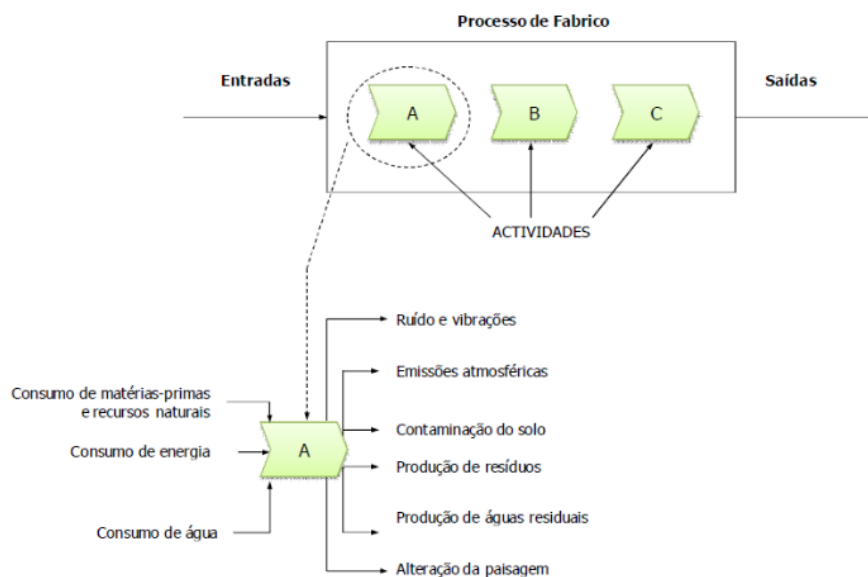 Processo de Fabrico
Entradas
Saídas
A
B
C
ACTIVIDADES
Ruído e vibrações
Emissões atmosféricas
Consumo de matérias-primas
e recursos naturais
Contaminação do solo
A
Consumo de energia
Produção de resíduos
Produção de águas residuais
Consumo de água
Alteração da paisagem